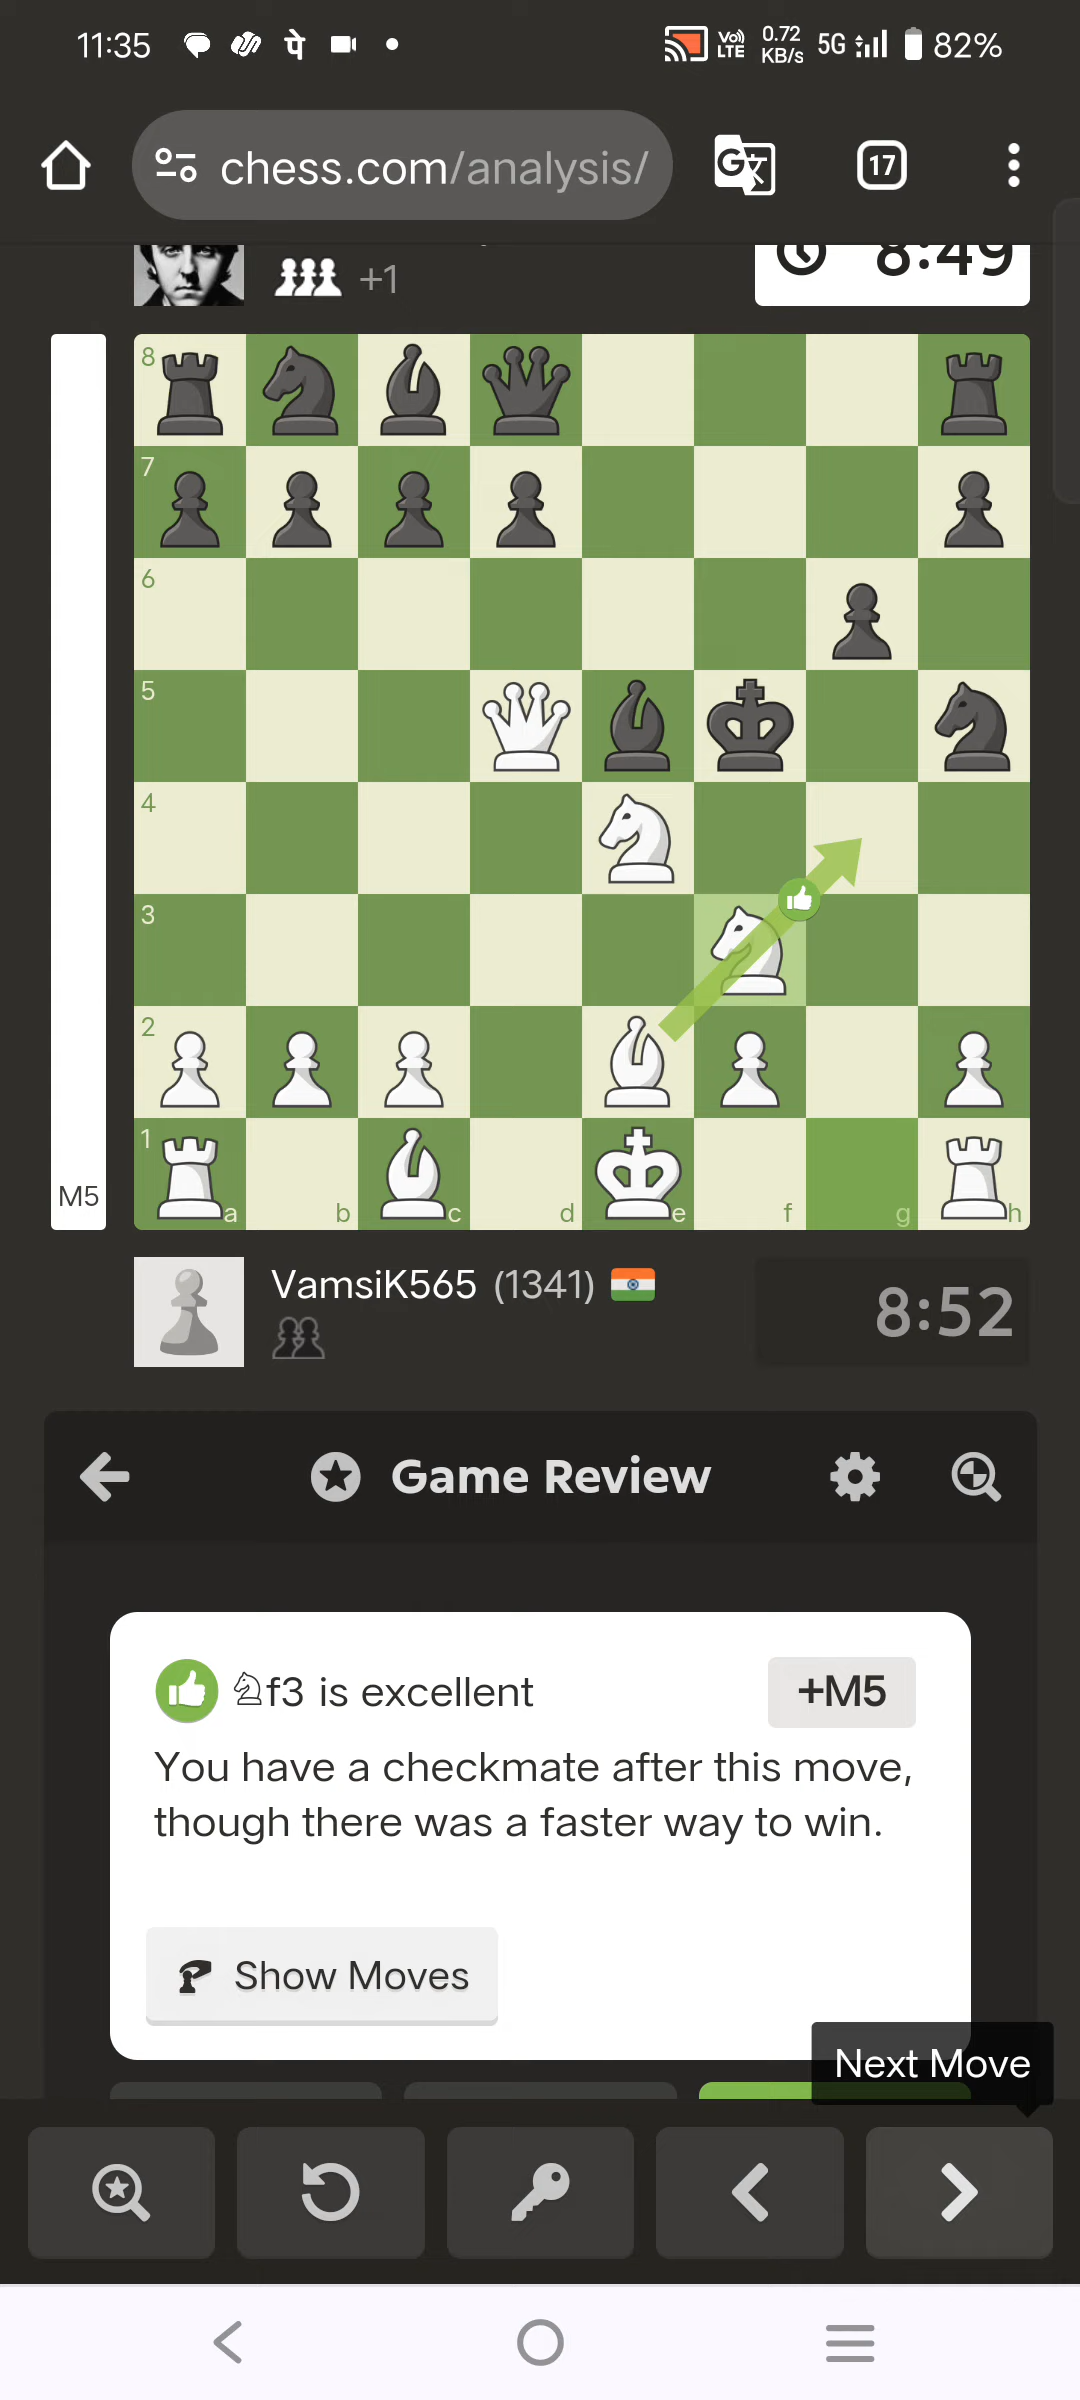 11:35 पे Vo)) LTE 0.72 KB/s 5G 82%
chess.com/analysis/ 17
+1 8:49
8
7
6
5
4
3
2
1
a b c d e f g h
M5
VamsiK565 (1341)
8:52
Game Review
♘f3 is excellent +M5
You have a checkmate after this move,
though there was a faster way to win.
Show Moves
Next Move